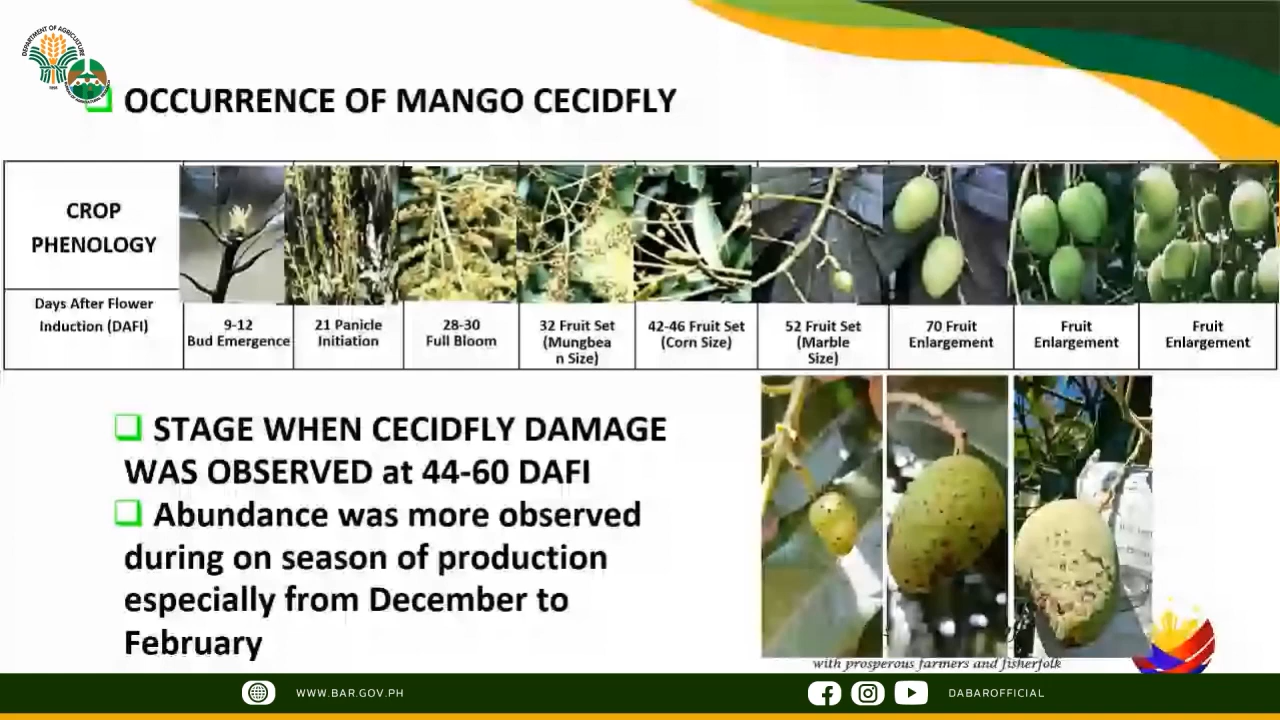 DEPARTMENT OF AGRICULTURE
OCCURRENCE OF MANGO CECIDFLY
CROP
PHENOLOGY
Days After Flower
Induction (DAFI)
9-12
Bud Emergence
21 Panicle
Initiation
28-30
Full Bloom
32 Fruit Set
(Mungbea
n Size)
42-46 Fruit Set
(Corn Size)
52 Fruit Set
(Marble
Size)
70 Fruit
Enlargement
Fruit
Enlargement
Fruit
Enlargement
STAGE WHEN CECIDFLY DAMAGE
WAS OBSERVED at 44-60 DAFI
Abundance was more observed
during on season of production
especially from December to
February
with prosperous farmers and fisherfolk
WWW.BAR.GOV.PH
DABAROFFICIAL